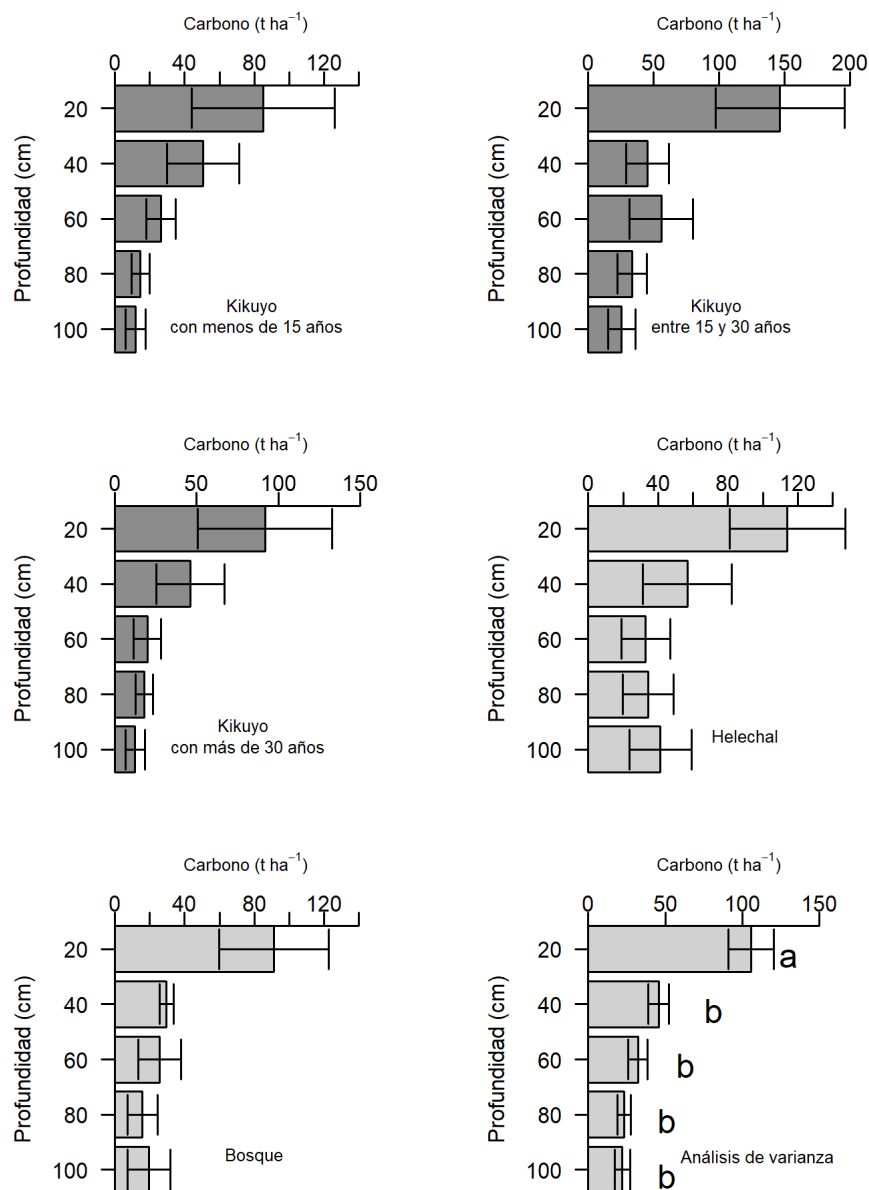 Carbono (t ha⁻¹)
0 40 80 120
Profundidad (cm)
20
40
60
80
100
Kikuyo
con menos de 15 años
Carbono (t ha⁻¹)
0 50 100 150 200
Profundidad (cm)
20
40
60
80
100
Kikuyo
entre 15 y 30 años
Carbono (t ha⁻¹)
0 50 100 150
Profundidad (cm)
20
40
60
80
100
Kikuyo
con más de 30 años
Carbono (t ha⁻¹)
0 40 80 120
Profundidad (cm)
20
40
60
80
100
Helechal
Carbono (t ha⁻¹)
0 40 80 120
Profundidad (cm)
20
40
60
80
100
Bosque
Carbono (t ha⁻¹)
0 50 100 150
Profundidad (cm)
20 a
40 b
60 b
80 b
100 b
Análisis de varianza